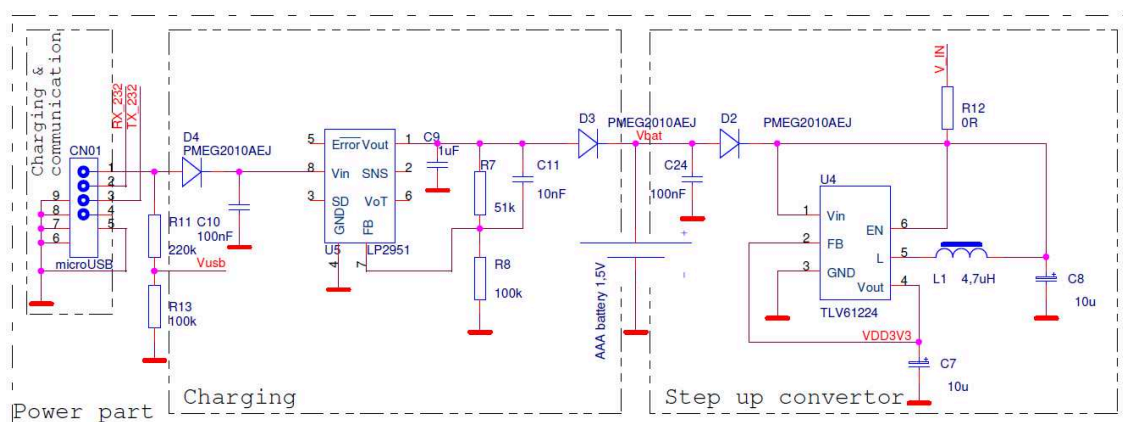 Charging &
communication
RX_232
TX_232
CN01
1
2
3
4
5
9
8
7
6
microUSB
D4
PMEG2010AEJ
R11
220k
C10
100nF
Vusb
R13
100k
5
Error
Vout
1
8
Vin
SNS
2
3
SD
VoT
6
GND
FB
U5
LP2951
4
7
C9
1uF
R7
51k
C11
10nF
R8
100k
D3
PMEG2010AEJ
Vbat
C24
100nF
+
-
AAA battery 1,5V
D2
PMEG2010AEJ
V_IN
R12
0R
U4
1
Vin
2
FB
3
GND
EN
6
L
5
Vout
4
TLV61224
L1
4,7uH
C8
10u
VDD3V3
C7
10u
Power part
Charging
Step up convertor